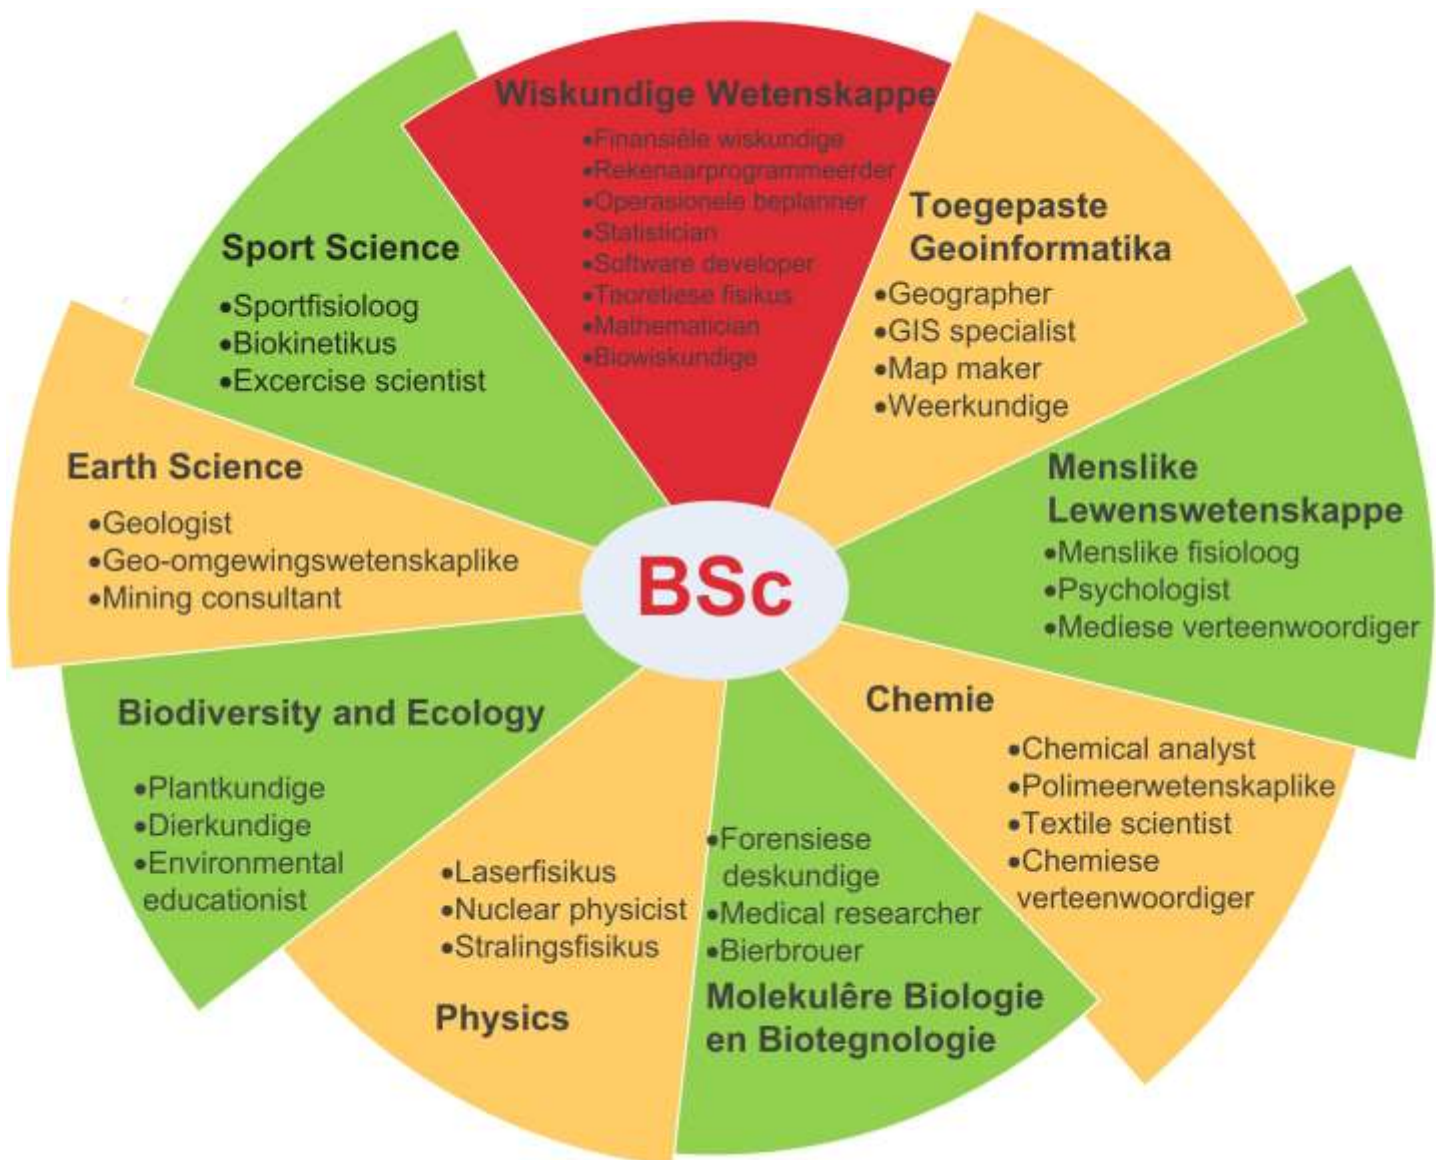 Wiskundige Wetenskappe
•Finansiële wiskundige
•Rekenaarprogrammeerder
•Operasionele beplanner
•Statistician
•Software developer
•Teoretiese fisikus
•Mathematician
•Biowiskundige
Toegepaste
Geoinformatika
•Geographer
•GIS specialist
•Map maker
•Weerkundige
Menslike
Lewenswetenskappe
•Menslike fisioloog
•Psychologist
•Mediese verteenwoordiger
Chemie
•Chemical analyst
•Polimeerwetenskaplike
•Textile scientist
•Chemiese
verteenwoordiger
•Forensiese
deskundige
•Medical researcher
•Bierbrouer
Molekulêre Biologie
en Biotegnologie
•Laserfisikus
•Nuclear physicist
•Stralingsfisikus
Physics
Biodiversity and Ecology
•Plantkundige
•Dierkundige
•Environmental
educationist
Earth Science
•Geologist
•Geo-omgewingswetenskaplike
•Mining consultant
Sport Science
•Sportfisioloog
•Biokinetikus
•Excercise scientist
BSc